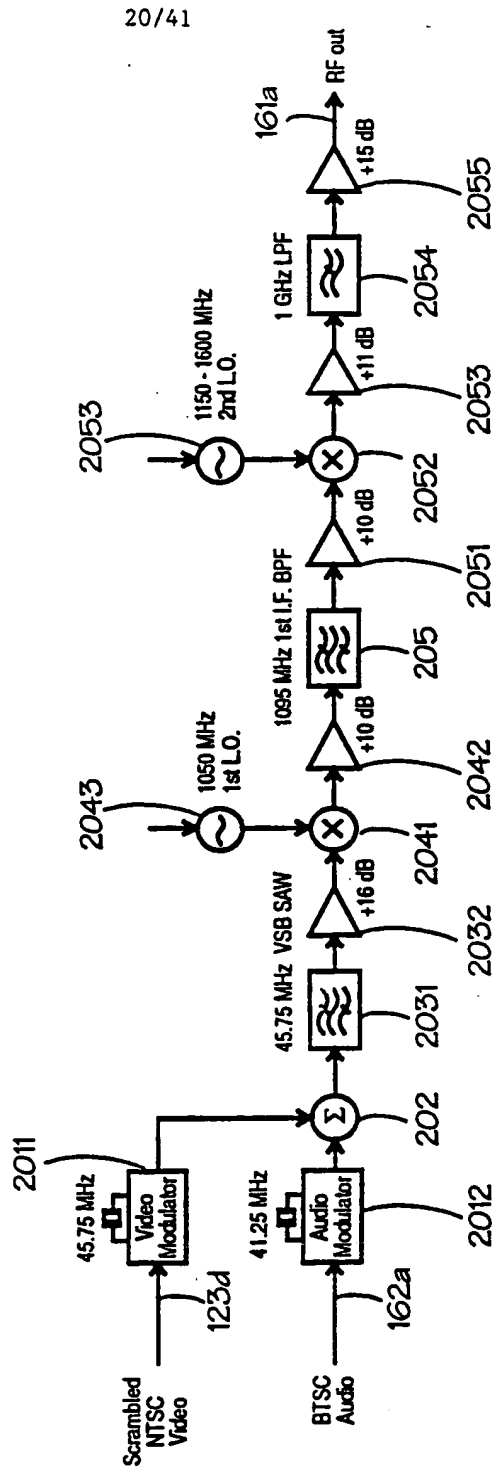 20/41
Scrambled
NTSC
Video
123d
45.75 MHz
Video
Modulator
2011
BTSC
Audio
162a
41.25 MHz
Audio
Modulator
2012
Σ
202
45.75 MHz VSB SAW
2031
+16 dB
2032
2043
1050 MHz
1st L.O.
X
2041
+10 dB
2042
1095 MHz 1st I.F. BPF
205
+10 dB
2051
2053
1150 - 1600 MHz
2nd L.O.
X
2052
+11 dB
2053
1 GHz LPF
2054
+15 dB
2055
161a
RF out